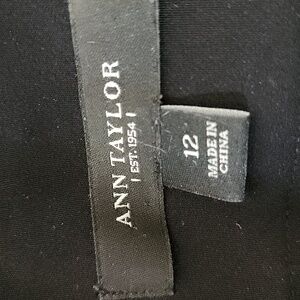 ANN TAYLOR
EST. 1954
12
MADE IN
CHINA